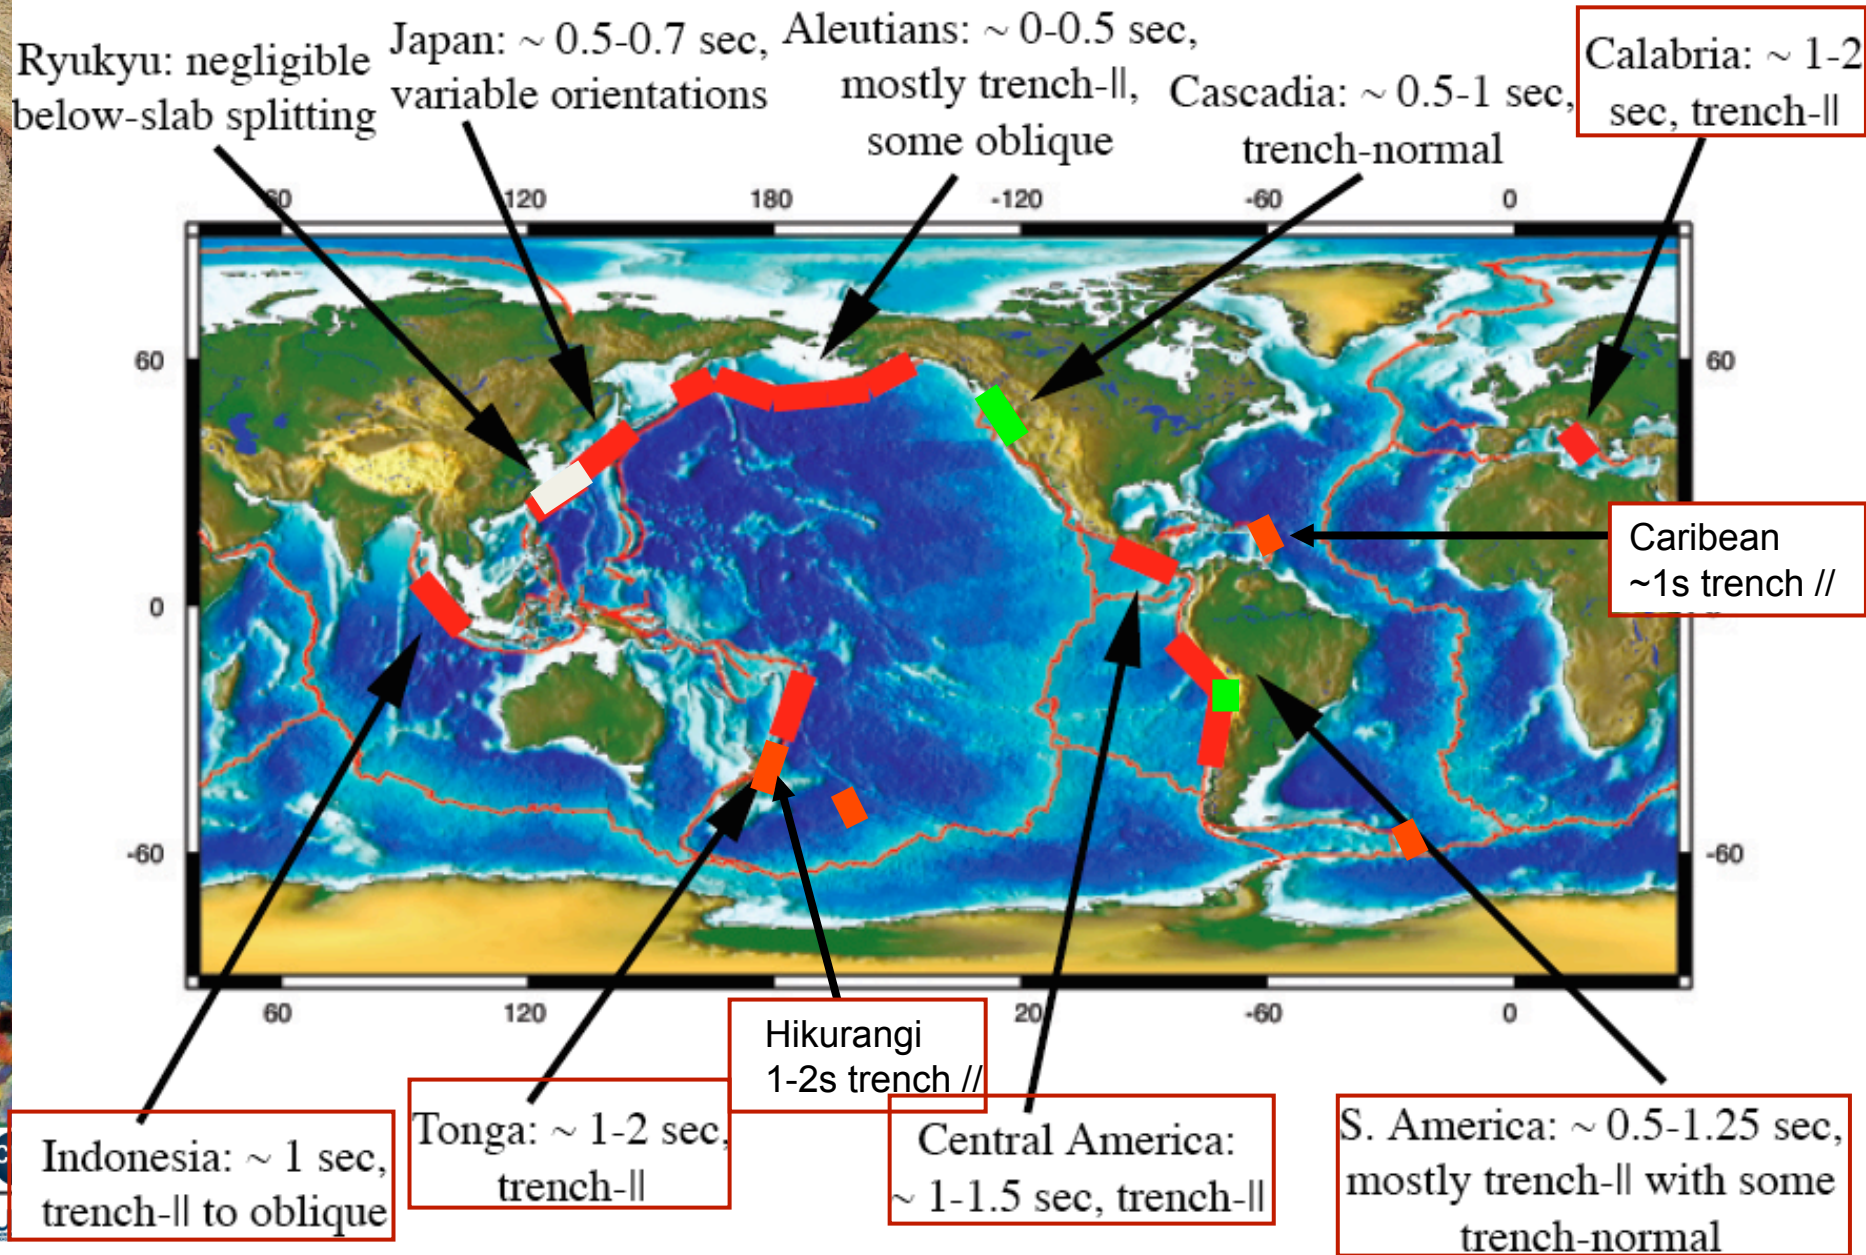 Ryukyu: negligible
below-slab splitting
Japan: ~ 0.5-0.7 sec,
variable orientations
Aleutians: ~ 0-0.5 sec,
mostly trench-||,
some oblique
Cascadia: ~ 0.5-1 sec,
trench-normal
Calabria: ~ 1-2
sec, trench-||
60
120
180
-120
-60
0
60
60
0
-60
-60
Caribean
~1s trench //
60
120
20
-60
0
Hikurangi
1-2s trench //
Indonesia: ~ 1 sec,
trench-|| to oblique
Tonga: ~ 1-2 sec,
trench-||
Central America:
~ 1-1.5 sec, trench-||
S. America: ~ 0.5-1.25 sec,
mostly trench-|| with some
trench-normal